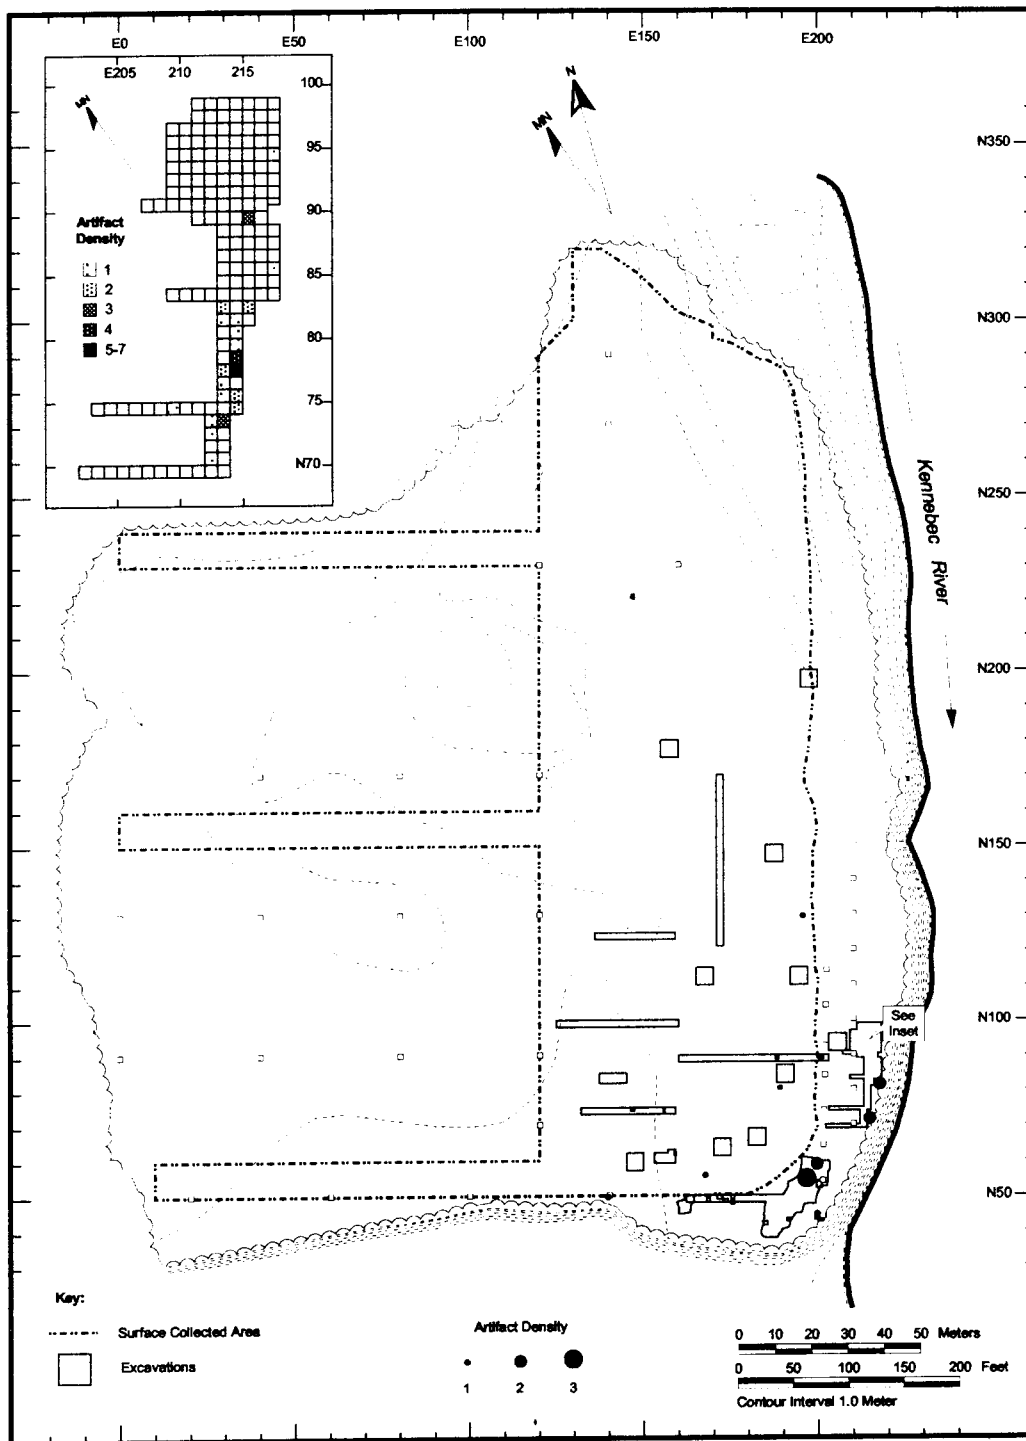 E0 E50 E100 E150 E200
E205 210 215
100
95
90
85
80
75
N70
MN
Artifact
Density
1
2
3
4
5-7
N
MN
N350
N300
N250
N200
N150
N100
N50
Kennebec River
See
Inset
Key:
Surface Collected Area
Excavations
Artifact Density
1 2 3
0 10 20 30 40 50 Meters
0 50 100 150 200 Feet
Contour Interval 1.0 Meter